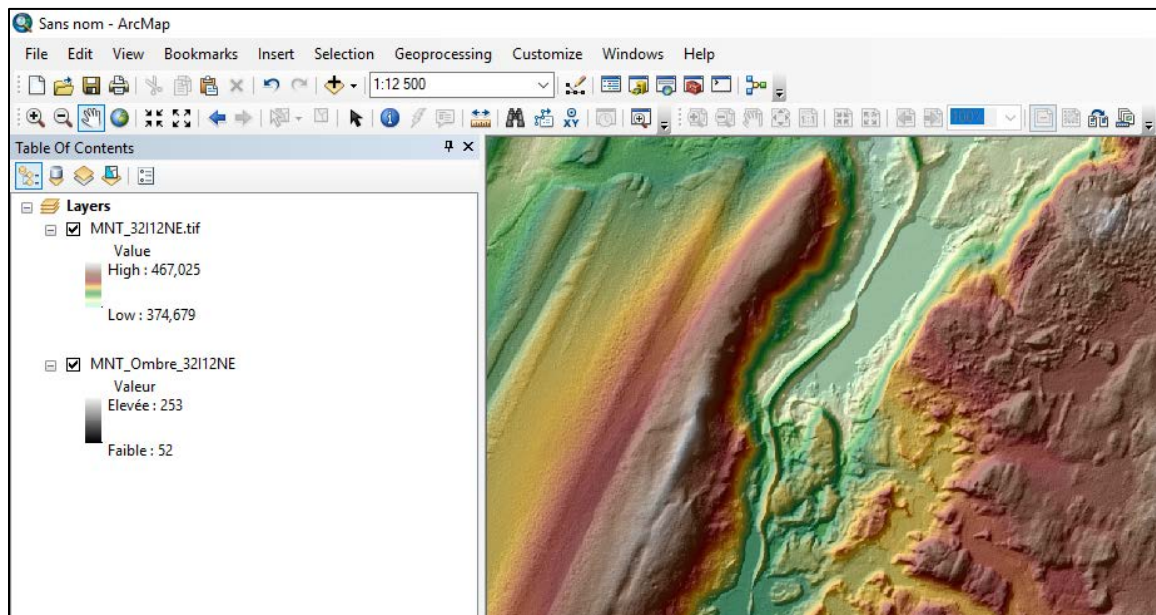 Sans nom - ArcMap
File Edit View Bookmarks Insert Selection Geoprocessing Customize Windows Help
1:12 500
XY
Table Of Contents
Layers
MNT_32I12NE.tif
Value
High : 467,025
Low : 374,679
MNT_Ombre_32I12NE
Valeur
Elevée : 253
Faible : 52